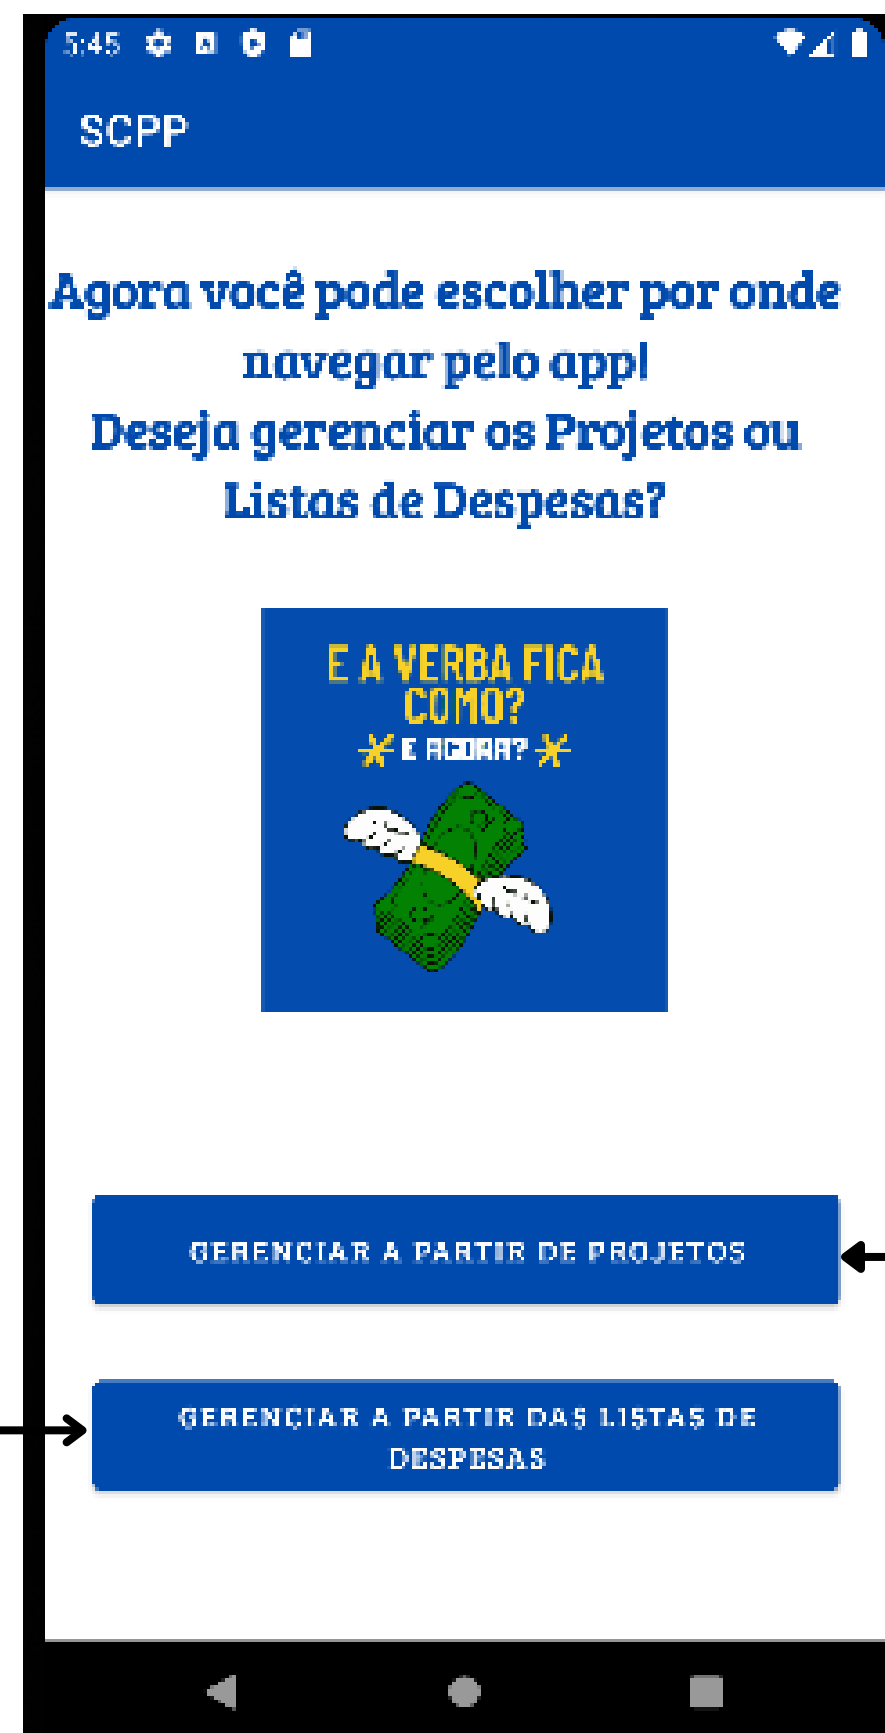 5:45
SCPP
Agora você pode escolher por onde
navegar pelo app!
Deseja gerenciar os Projetos ou
Listas de Despesas?
E A VERBA FICA
COMO?
E AGORA?
GERENCIAR A PARTIR DE PROJETOS
GERENCIAR A PARTIR DAS LISTAS DE
DESPESAS